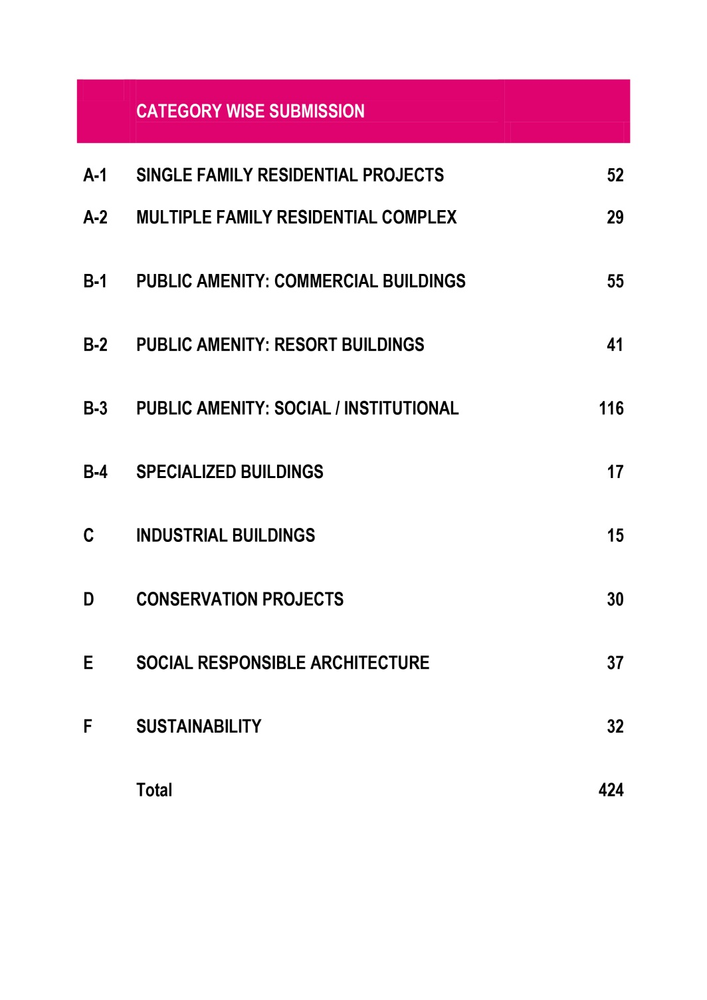 CATEGORY WISE SUBMISSION
A-1 SINGLE FAMILY RESIDENTIAL PROJECTS 52
A-2 MULTIPLE FAMILY RESIDENTIAL COMPLEX 29
B-1 PUBLIC AMENITY: COMMERCIAL BUILDINGS 55
B-2 PUBLIC AMENITY: RESORT BUILDINGS 41
B-3 PUBLIC AMENITY: SOCIAL / INSTITUTIONAL 116
B-4 SPECIALIZED BUILDINGS 17
C INDUSTRIAL BUILDINGS 15
D CONSERVATION PROJECTS 30
E SOCIAL RESPONSIBLE ARCHITECTURE 37
F SUSTAINABILITY 32
Total 424